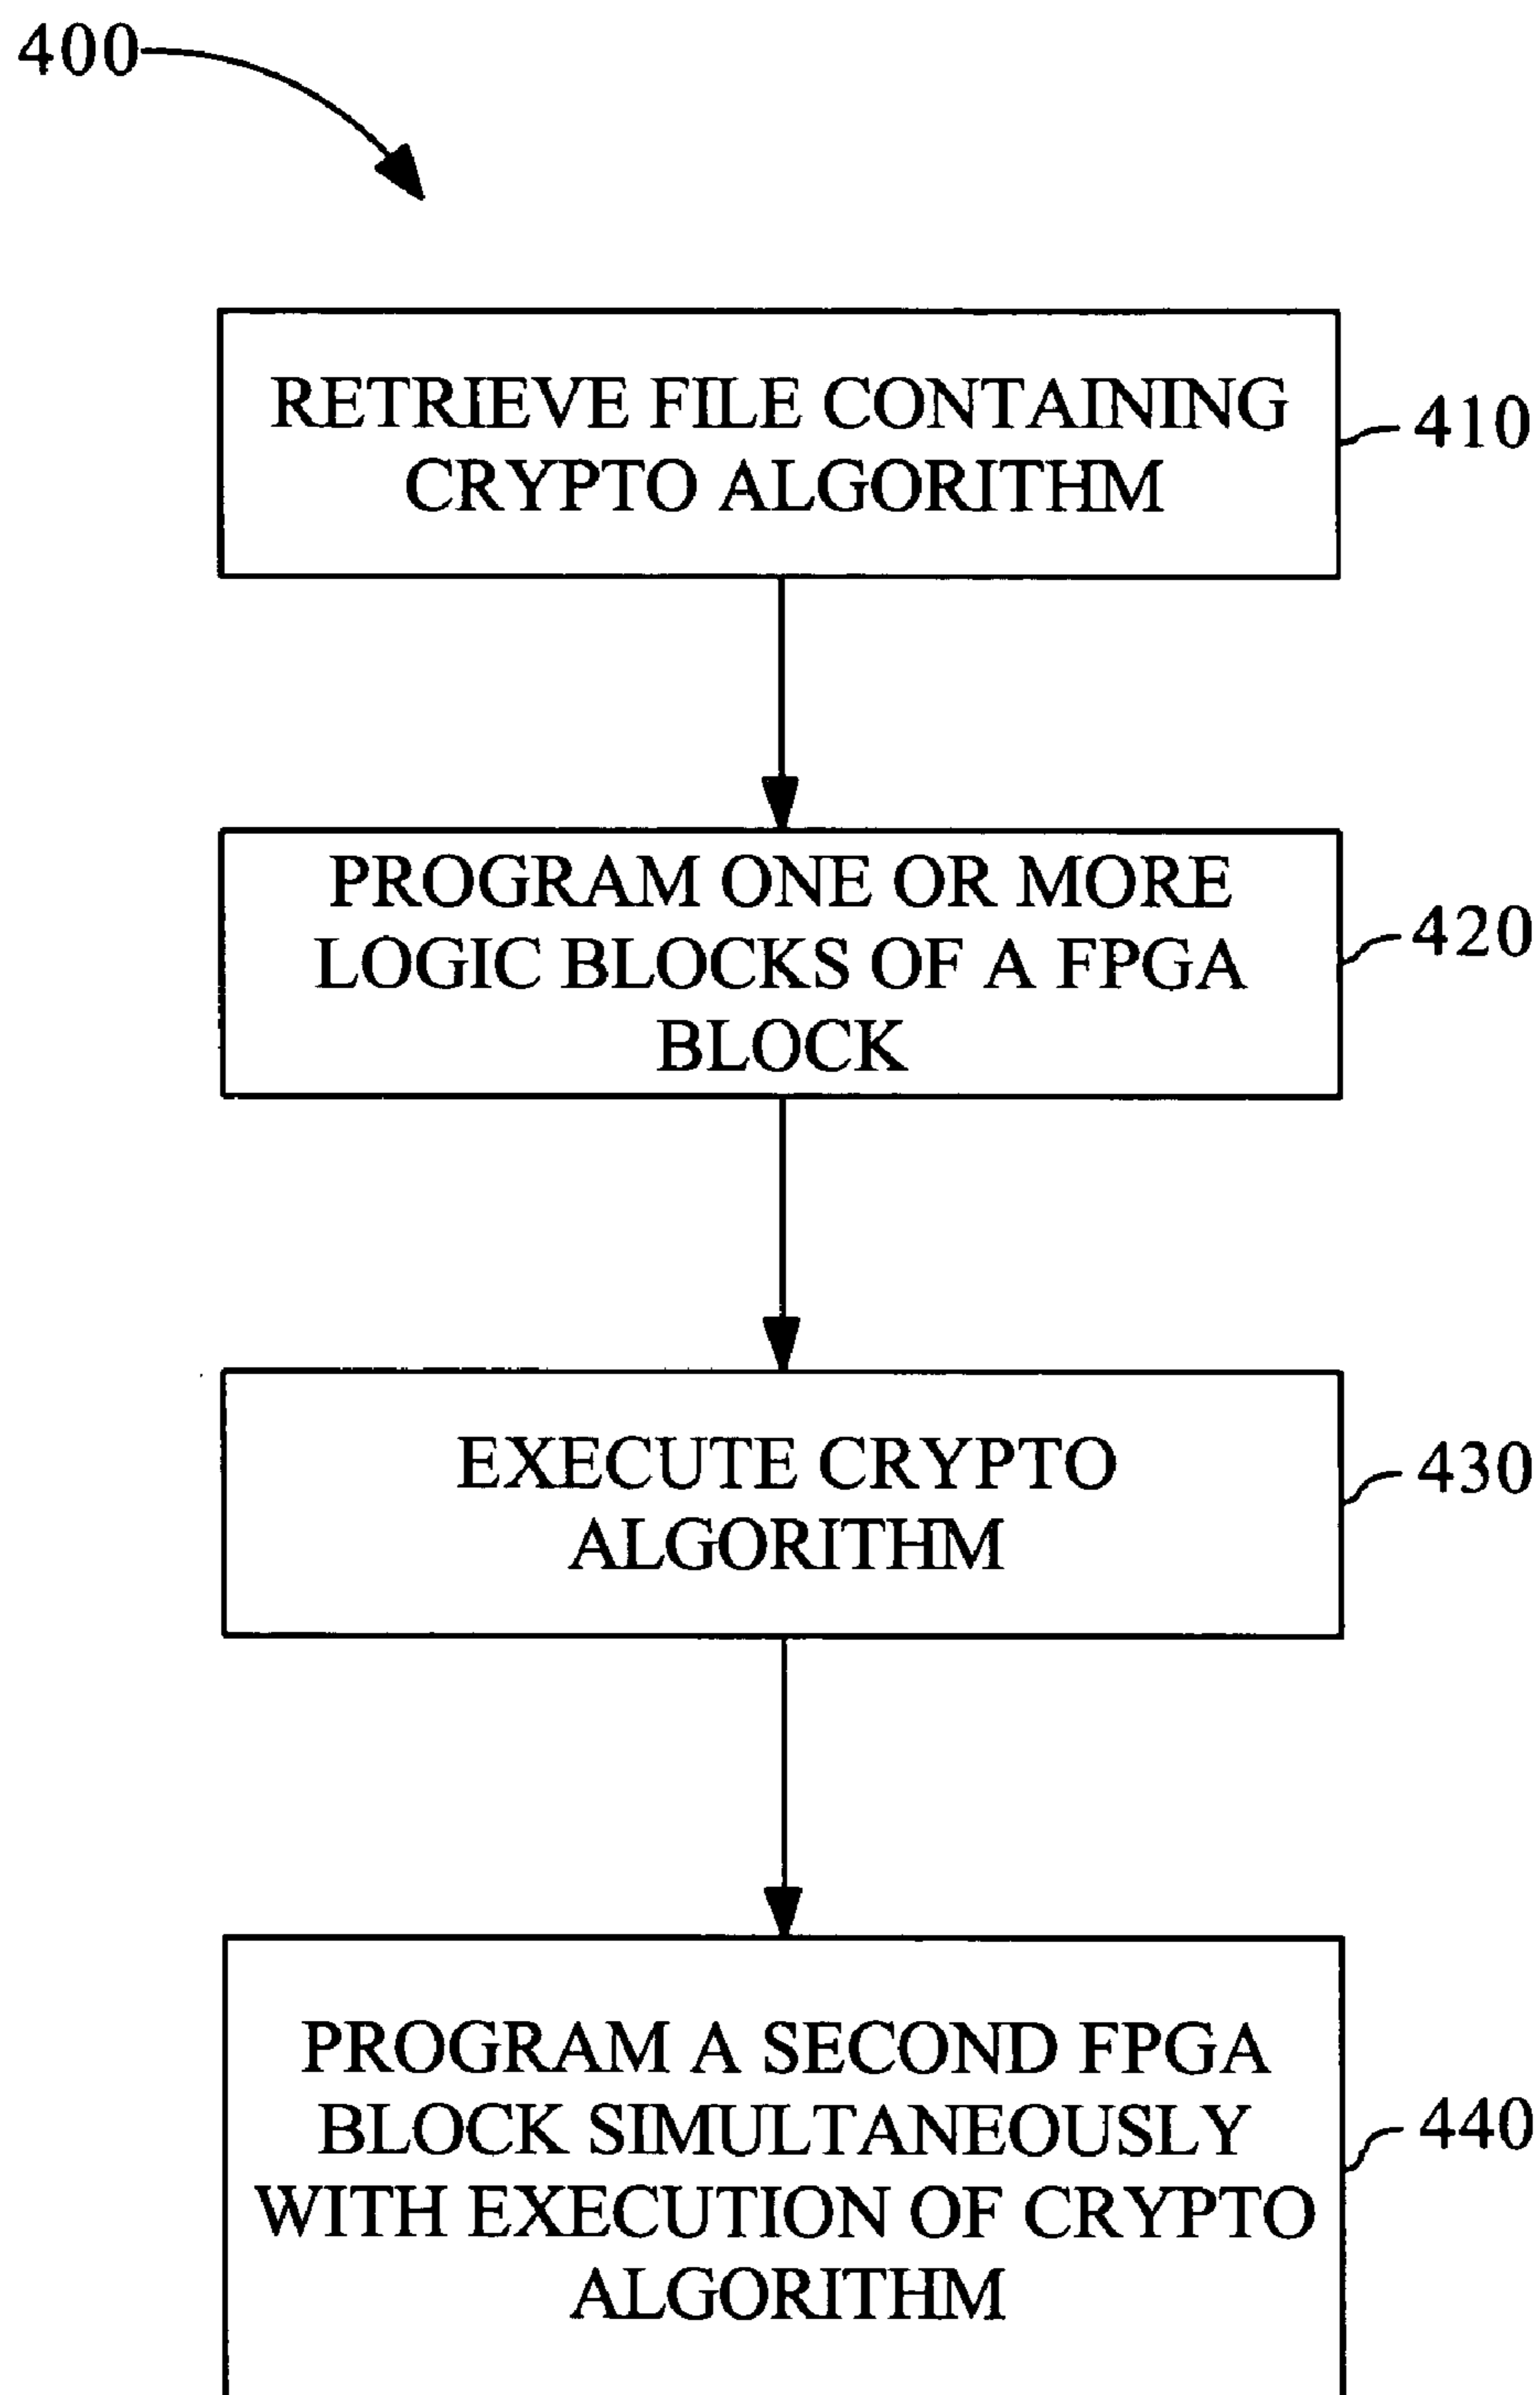 400
RETRIEVE FILE CONTAINING
CRYPTO ALGORITHM
410
PROGRAM ONE OR MORE
LOGIC BLOCKS OF A FPGA
BLOCK
420
EXECUTE CRYPTO
ALGORITHM
430
PROGRAM A SECOND FPGA
BLOCK SIMULTANEOUSLY
WITH EXECUTION OF CRYPTO
ALGORITHM
440